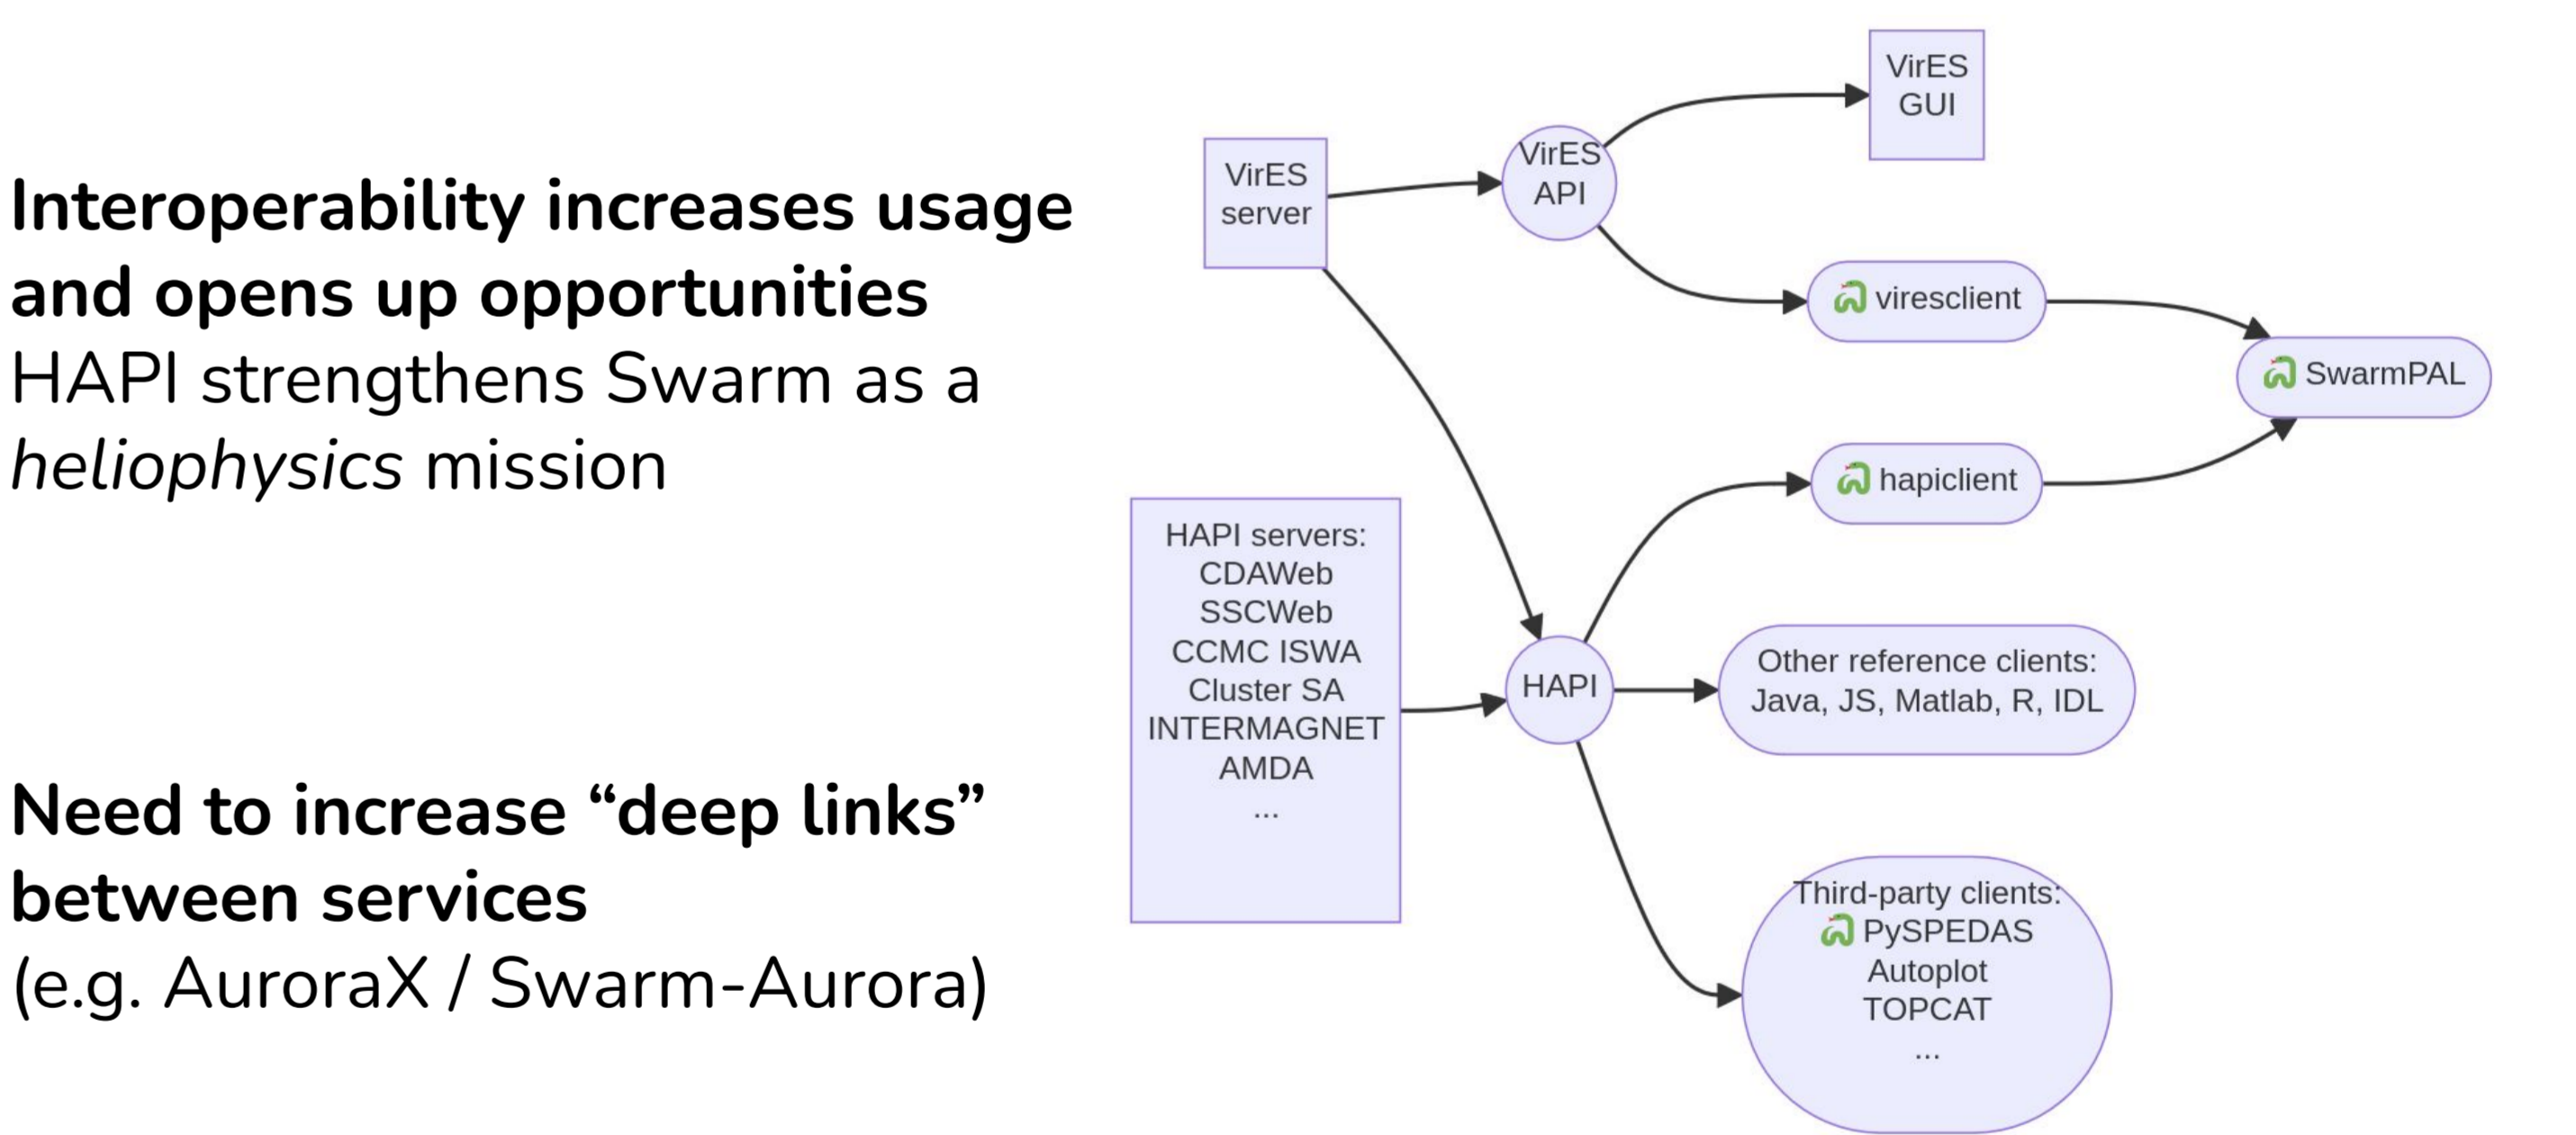 Interoperability increases usage
and opens up opportunities
HAPI strengthens Swarm as a
heliophysics mission
Need to increase “deep links”
between services
(e.g. AuroraX / Swarm-Aurora)
VirES
server
VirES
API
VirES
GUI
viresclient
SwarmPAL
hapiclient
HAPI servers:
CDAWeb
SSCWeb
CCMC ISWA
Cluster SA
INTERMAGNET
AMDA
...
HAPI
Other reference clients:
Java, JS, Matlab, R, IDL
Third-party clients:
PySPEDAS
Autoplot
TOPCAT
...